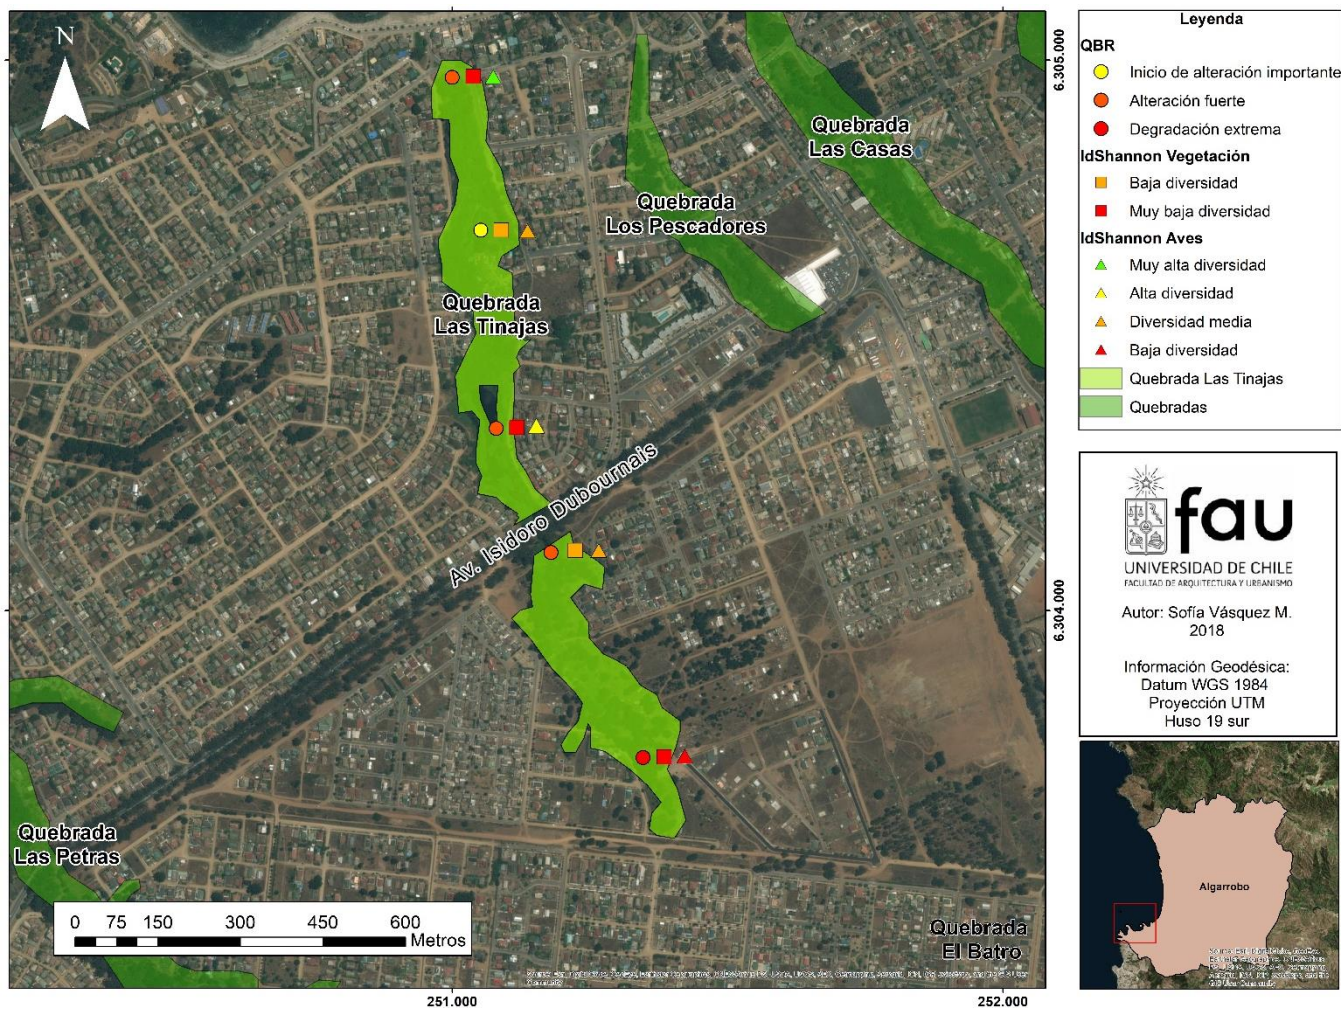 N
Quebrada
Las Casas
Quebrada
Los Pescadores
Quebrada
Las Tinajas
Av. Isidoro Dubournais
Quebrada
Las Petras
Quebrada
El Batro
0 75 150 300 450 600
Metros
251.000
252.000
6.305.000
6.304.000
Leyenda
QBR
Inicio de alteración importante
Alteración fuerte
Degradación extrema
IdShannon Vegetación
Baja diversidad
Muy baja diversidad
IdShannon Aves
Muy alta diversidad
Alta diversidad
Diversidad media
Baja diversidad
Quebrada Las Tinajas
Quebradas
fau
UNIVERSIDAD DE CHILE
FACULTAD DE ARQUITECTURA Y URBANISMO
Autor: Sofía Vásquez M.
2018
Información Geodésica:
Datum WGS 1984
Proyección UTM
Huso 19 sur
Algarrobo